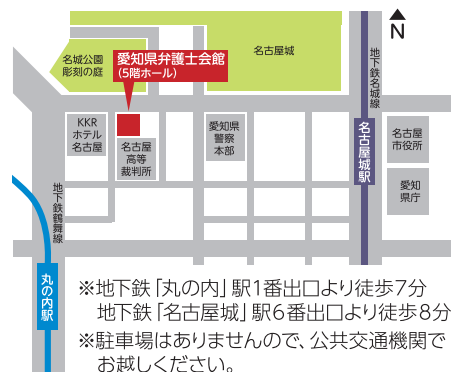 N
名古屋城
地下鉄名城線
名城公園
彫刻の庭
愛知県弁護士会館
(5階ホール)
KKR
ホテル
名古屋
名古屋
高等
裁判所
愛知県
警察
本部
名古屋城駅
名古屋
市役所
愛知
県庁
地下鉄鶴舞線
丸の内駅
※地下鉄「丸の内」駅1番出口より徒歩7分
地下鉄「名古屋城」駅6番出口より徒歩8分
※駐車場はありませんので、公共交通機関で
お越しください。